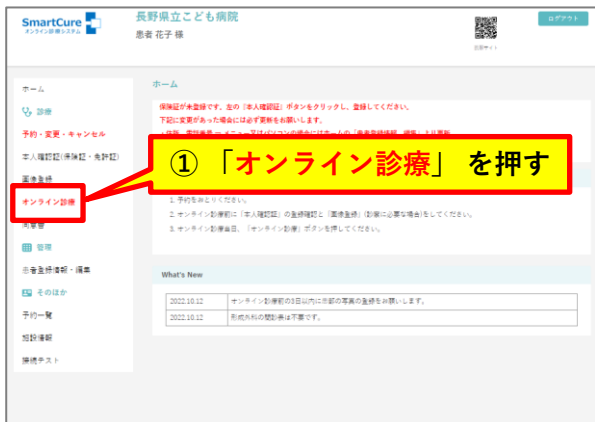 SmartCure
オンライン診療システム
長野県立こども病院
患者 花子 様
ログアウト
ホーム
診療
予約・変更・キャンセル
本人確認証(保険証・免許証)
画像登録
オンライン診療
同意書
管理
患者登録情報・編集
そのほか
予約一覧
施設情報
接続テスト
ホーム
保険証が未登録です。左の「本人確認証」ボタンをクリックし、登録してください。
下記に変更があった場合には必ず更新をお願いします。
① 「オンライン診療」 を押す
1. 予約をおとりください。
2. オンライン診療前に「本人確認証」の登録確認と「画像登録」(診察に必要な場合)をしてください。
3. オンライン診療当日、「オンライン診療」ボタンを押してください。
What's New
2022.10.12 オンライン診療前の3日以内に患部の写真の登録をお願いします。
2022.10.12 形成外科の問診表は不要です。